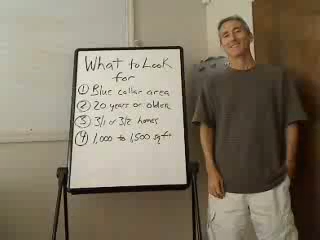 What to Look
for
① Blue collar area
② 20 years or older
③ 3/1 or 3/2 homes
④ 1,000 to 1,500 sq ft